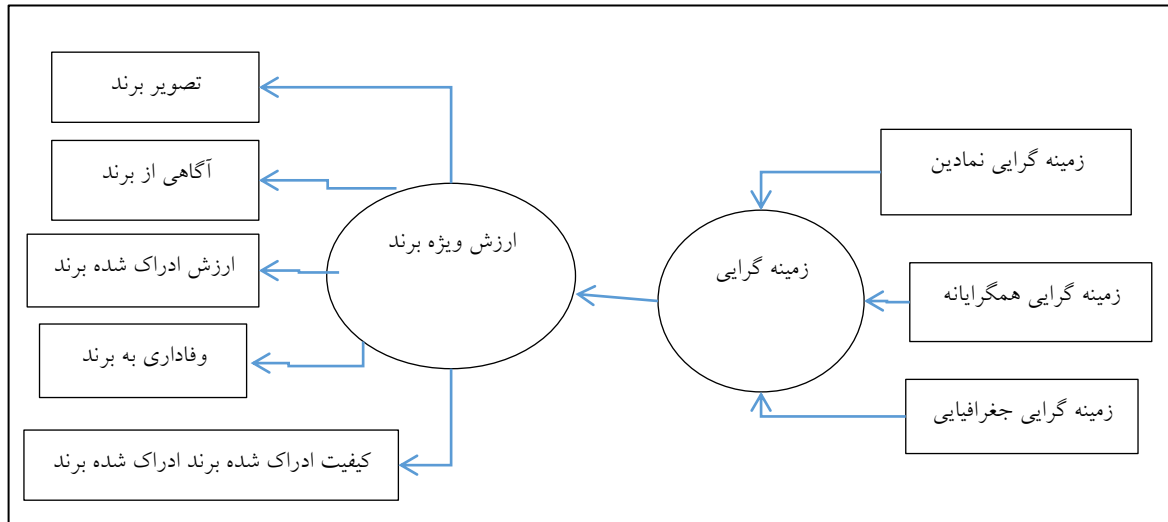 زمینه گرایی نمادین
زمینه گرایی همگرایانه
زمینه گرایی جغرافیایی
زمینه گرایی
ارزش ویژه برند
تصویر برند
آگاهی از برند
ارزش ادراک شده برند
وفاداری به برند
کیفیت ادراک شده برند ادراک شده برند